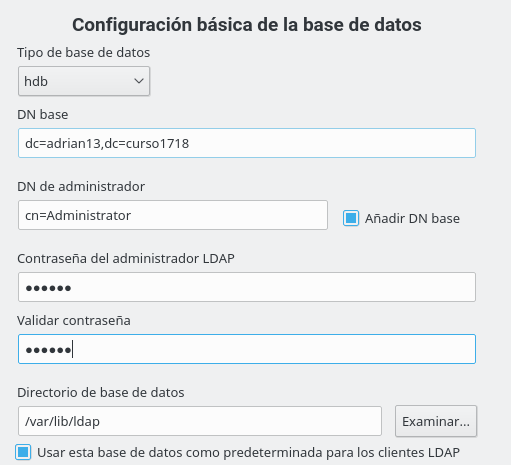 Configuración básica de la base de datos
Tipo de base de datos
hdb
DN base
dc=adrian13,dc=curso1718
DN de administrador
cn=Administrator
Añadir DN base
Contraseña del administrador LDAP
●●●●●●
Validar contraseña
●●●●●●
Directorio de base de datos
/var/lib/ldap
Examinar...
Usar esta base de datos como predeterminada para los clientes LDAP